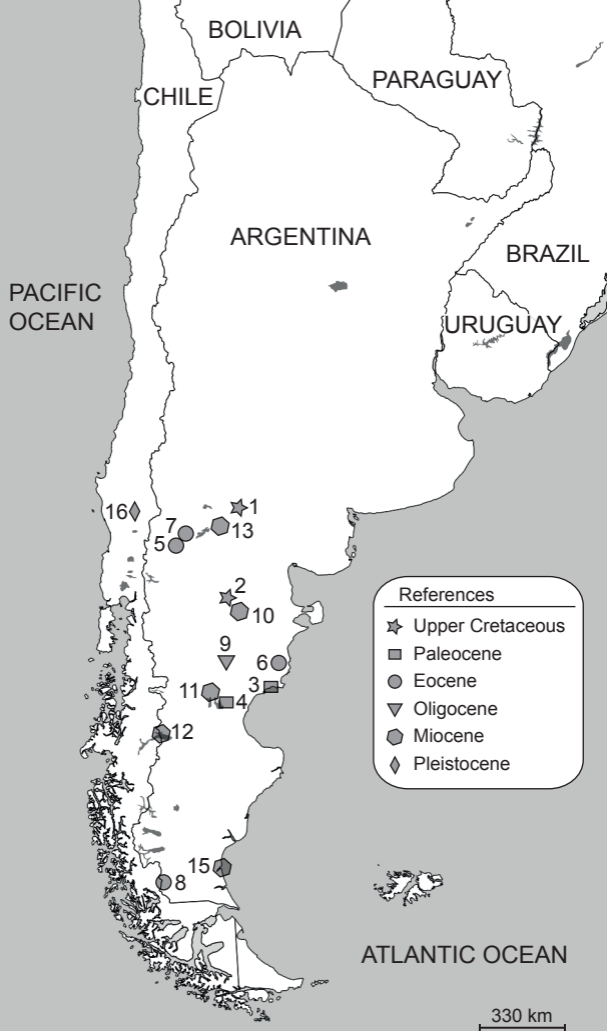 BOLIVIA
PARAGUAY
CHILE
ARGENTINA
BRAZIL
PACIFIC
OCEAN
URUGUAY
16
1
7
13
5
2
10
9
6
11
3
4
12
References
Upper Cretaceous
Paleocene
Eocene
Oligocene
Miocene
Pleistocene
15
8
ATLANTIC OCEAN
330 km